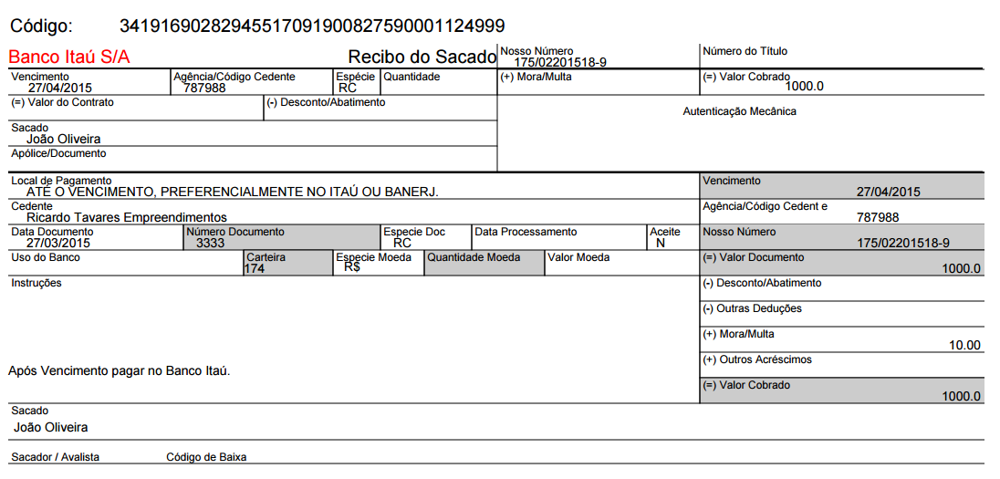 Código: 34191690282945517091900827590001124999
Banco Itaú S/A Recibo do Sacado Nosso Número 175/02201518-9 Número do Título
Vencimento 27/04/2015 Agência/Código Cedente 787988 Espécie RC Quantidade (+) Mora/Multa (=) Valor Cobrado 1000.0
(=) Valor do Contrato (-) Desconto/Abatimento Autenticação Mecânica
Sacado
João Oliveira
Apólice/Documento
Local de Pagamento Vencimento
ATÉ O VENCIMENTO, PREFERENCIALMENTE NO ITAÚ OU BANERJ. 27/04/2015
Cedente Agência/Código Cedent e
Ricardo Tavares Empreendimentos 787988
Data Documento Número Documento Especie Doc Data Processamento Aceite Nosso Número
27/03/2015 3333 RC N 175/02201518-9
Uso do Banco Carteira Especie Moeda Quantidade Moeda Valor Moeda (=) Valor Documento
174 R$ 1000.0
Instruções (-) Desconto/Abatimento
(-) Outras Deduções
(+) Mora/Multa
10.00
(+) Outros Acréscimos
Após Vencimento pagar no Banco Itaú.
(=) Valor Cobrado
1000.0
Sacado
João Oliveira
Sacador / Avalista Código de Baixa